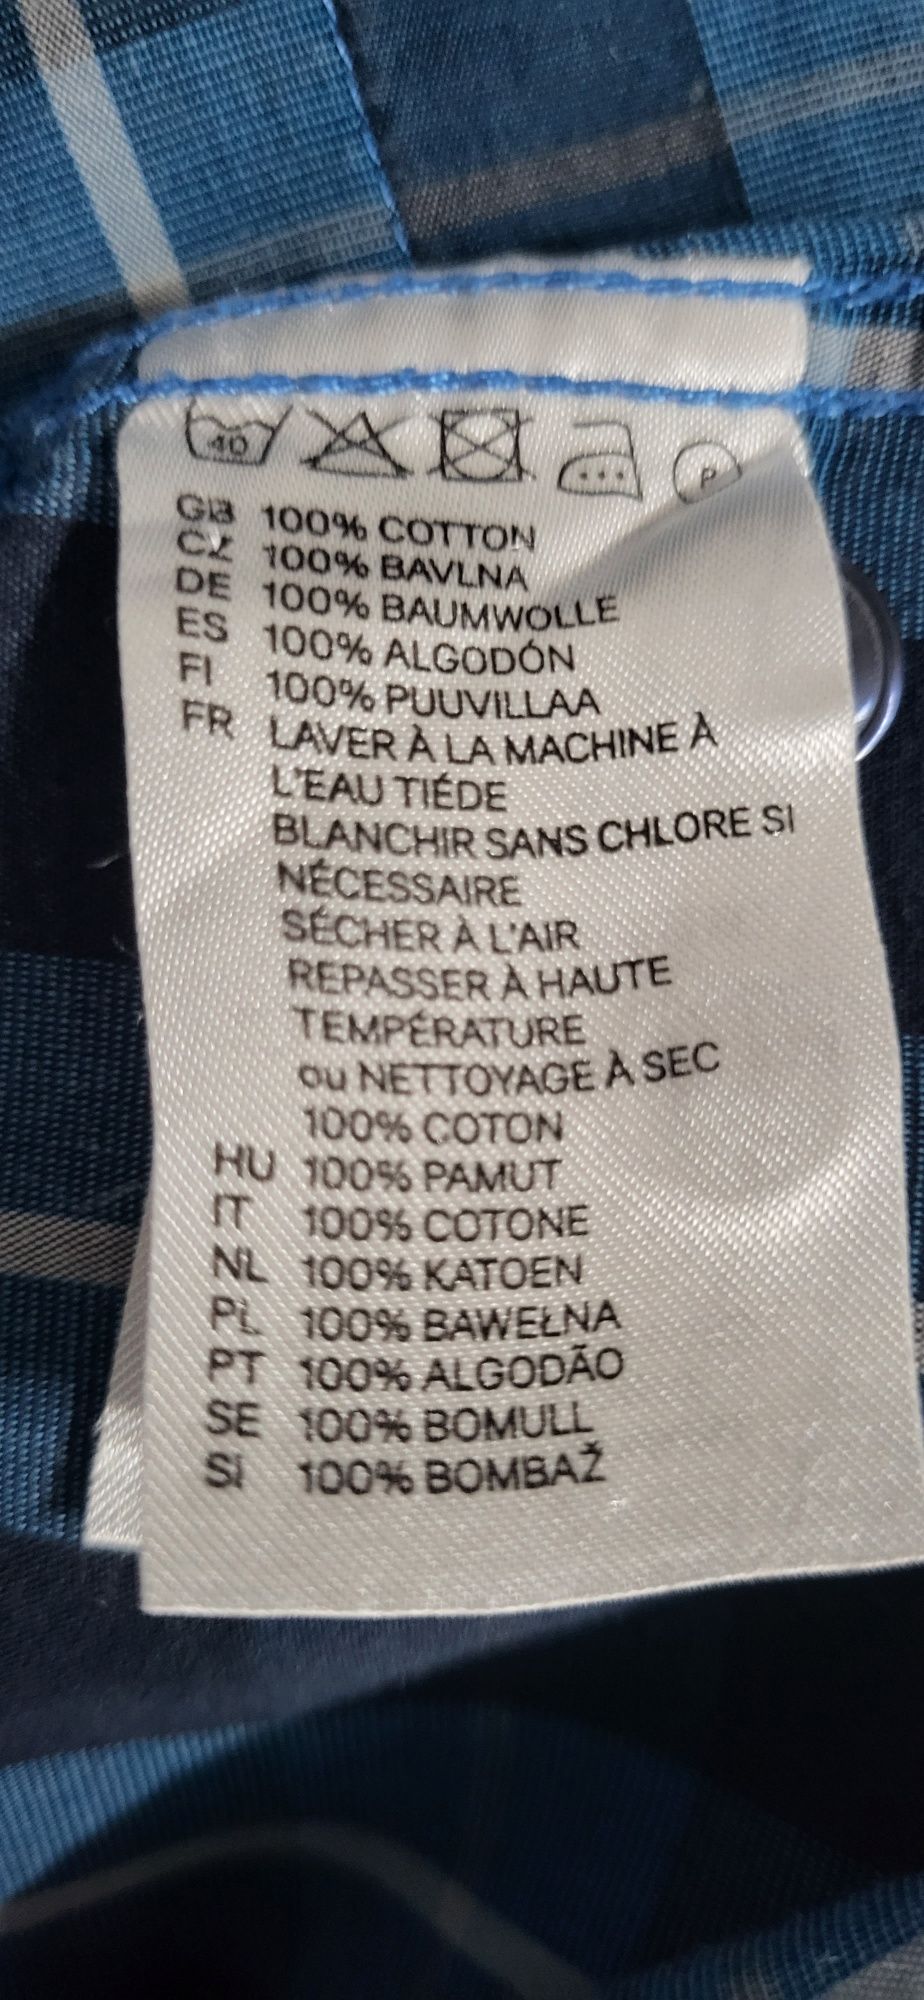 40
P
GB 100% COTTON
CZ 100% BAVLNA
DE 100% BAUMWOLLE
ES 100% ALGODÓN
FI 100% PUUVILLAA
FR LAVER À LA MACHINE À
L'EAU TIÉDE
BLANCHIR SANS CHLORE SI
NÉCESSAIRE
SÉCHER À L'AIR
REPASSER À HAUTE
TEMPÉRATURE
ou NETTOYAGE À SEC
100% COTON
HU 100% PAMUT
IT 100% COTONE
NL 100% KATOEN
PL 100% BAWEŁNA
PT 100% ALGODÃO
SE 100% BOMULL
SI 100% BOMBAŽ